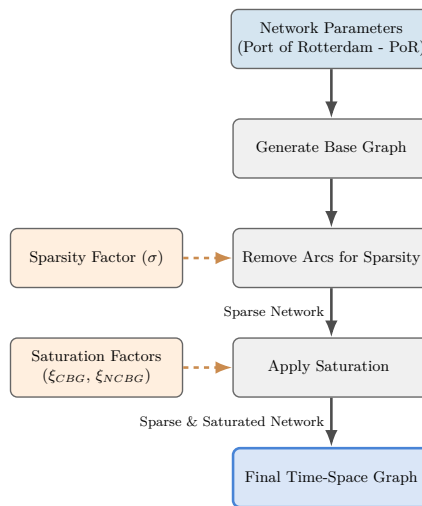 Network Parameters
(Port of Rotterdam - PoR)
Generate Base Graph
Sparsity Factor (σ)
Remove Arcs for Sparsity
Sparse Network
Saturation Factors
(ξCBG, ξNCBG)
Apply Saturation
Sparse & Saturated Network
Final Time-Space Graph